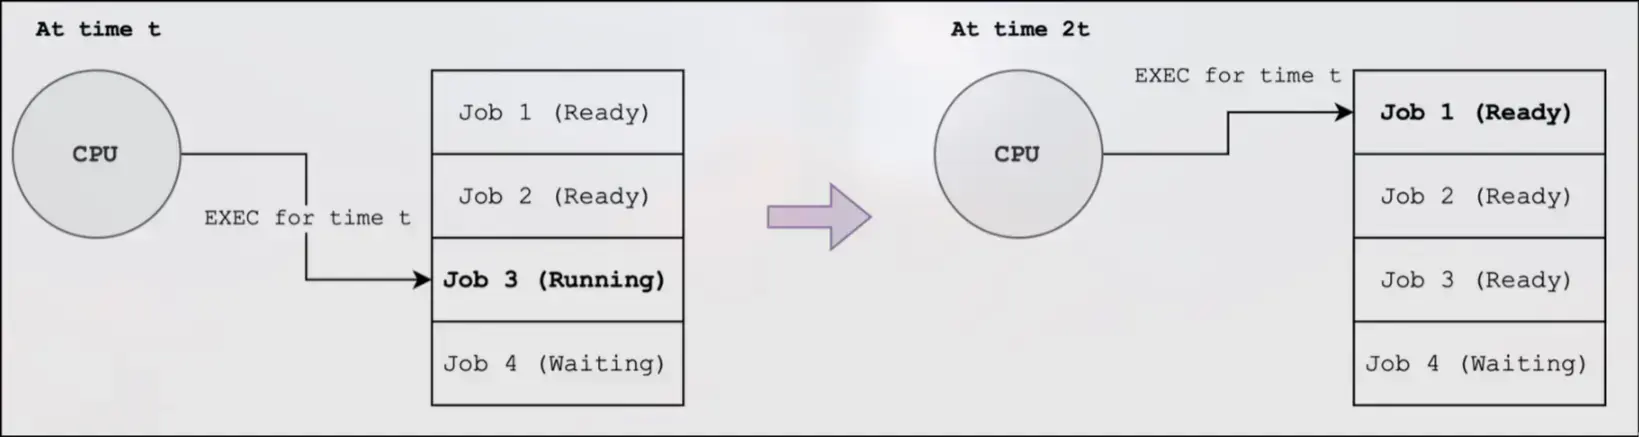 At time t
CPU
EXEC for time t
Job 1 (Ready)
Job 2 (Ready)
Job 3 (Running)
Job 4 (Waiting)
At time 2t
CPU
EXEC for time t
Job 1 (Ready)
Job 2 (Ready)
Job 3 (Ready)
Job 4 (Waiting)